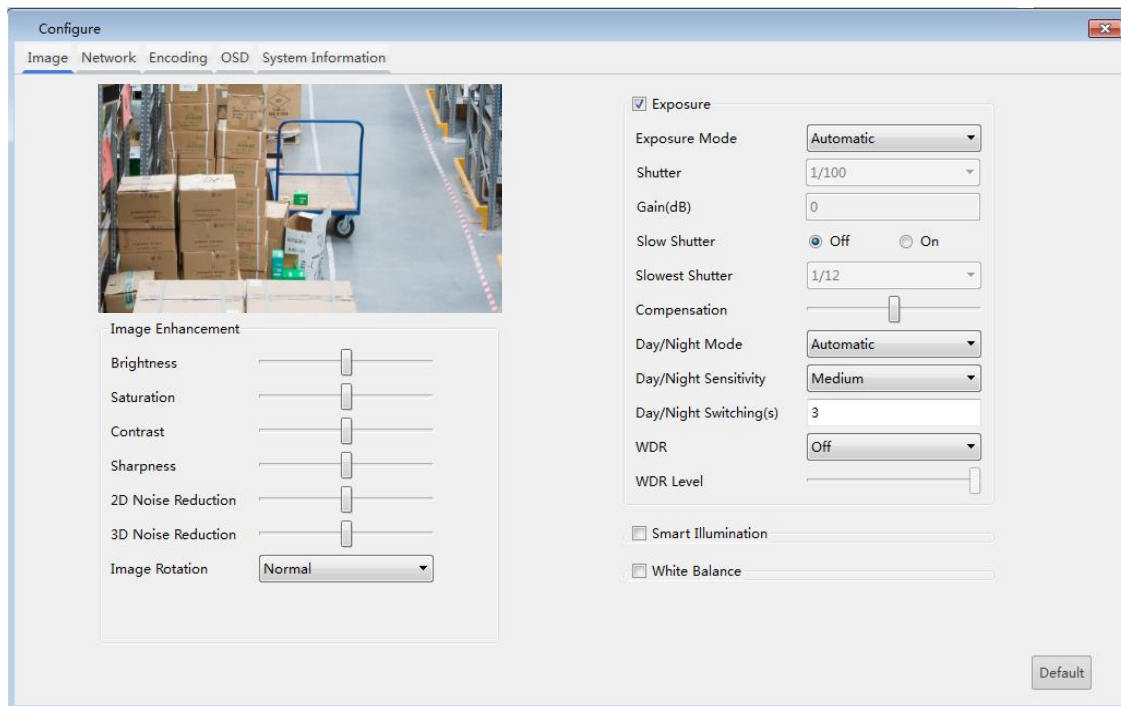 Configure
Image Network Encoding OSD System Information
Image Enhancement
Brightness
Saturation
Contrast
Sharpness
2D Noise Reduction
3D Noise Reduction
Image Rotation Normal
Exposure
Exposure Mode Automatic
Shutter 1/100
Gain(dB) 0
Slow Shutter Off On
Slowest Shutter 1/12
Compensation
Day/Night Mode Automatic
Day/Night Sensitivity Medium
Day/Night Switching(s) 3
WDR Off
WDR Level
Smart Illumination
White Balance
Default